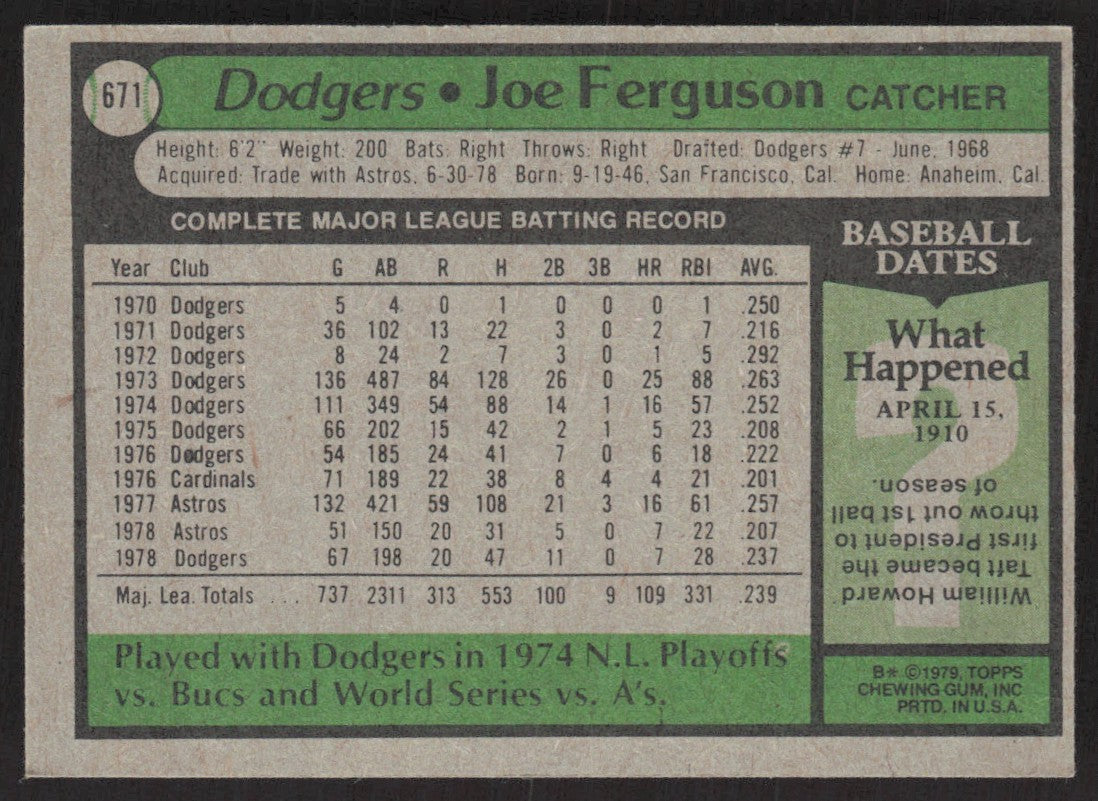 671
Dodgers • Joe Ferguson CATCHER
Height: 6'2" Weight: 200 Bats: Right Throws: Right Drafted: Dodgers #7 - June, 1968
Acquired: Trade with Astros, 6-30-78 Born: 9-19-46, San Francisco, Cal. Home: Anaheim, Cal.
COMPLETE MAJOR LEAGUE BATTING RECORD
Year Club G AB R H 2B 3B HR RBI AVG.
1970 Dodgers 5 4 0 1 0 0 0 1 .250
1971 Dodgers 36 102 13 22 3 0 2 7 .216
1972 Dodgers 8 24 2 7 3 0 1 5 .292
1973 Dodgers 136 487 84 128 26 0 25 88 .263
1974 Dodgers 111 349 54 88 14 1 16 57 .252
1975 Dodgers 66 202 15 42 2 1 5 23 .208
1976 Dodgers 54 185 24 41 7 0 6 18 .222
1976 Cardinals 71 189 22 38 8 4 4 21 .201
1977 Astros 132 421 59 108 21 3 16 61 .257
1978 Astros 51 150 20 31 5 0 7 22 .207
1978 Dodgers 67 198 20 47 11 0 7 28 .237
Maj. Lea. Totals ... 737 2311 313 553 100 9 109 331 .239
Played with Dodgers in 1974 N.L. Playoffs
vs. Bucs and World Series vs. A's.
BASEBALL
DATES
What
Happened
APRIL 15,
1910
William Howard
Taft became the
first President to
throw out 1st ball
of season.
B* ©1979, TOPPS
CHEWING GUM, INC
PRTD. IN U.S.A.